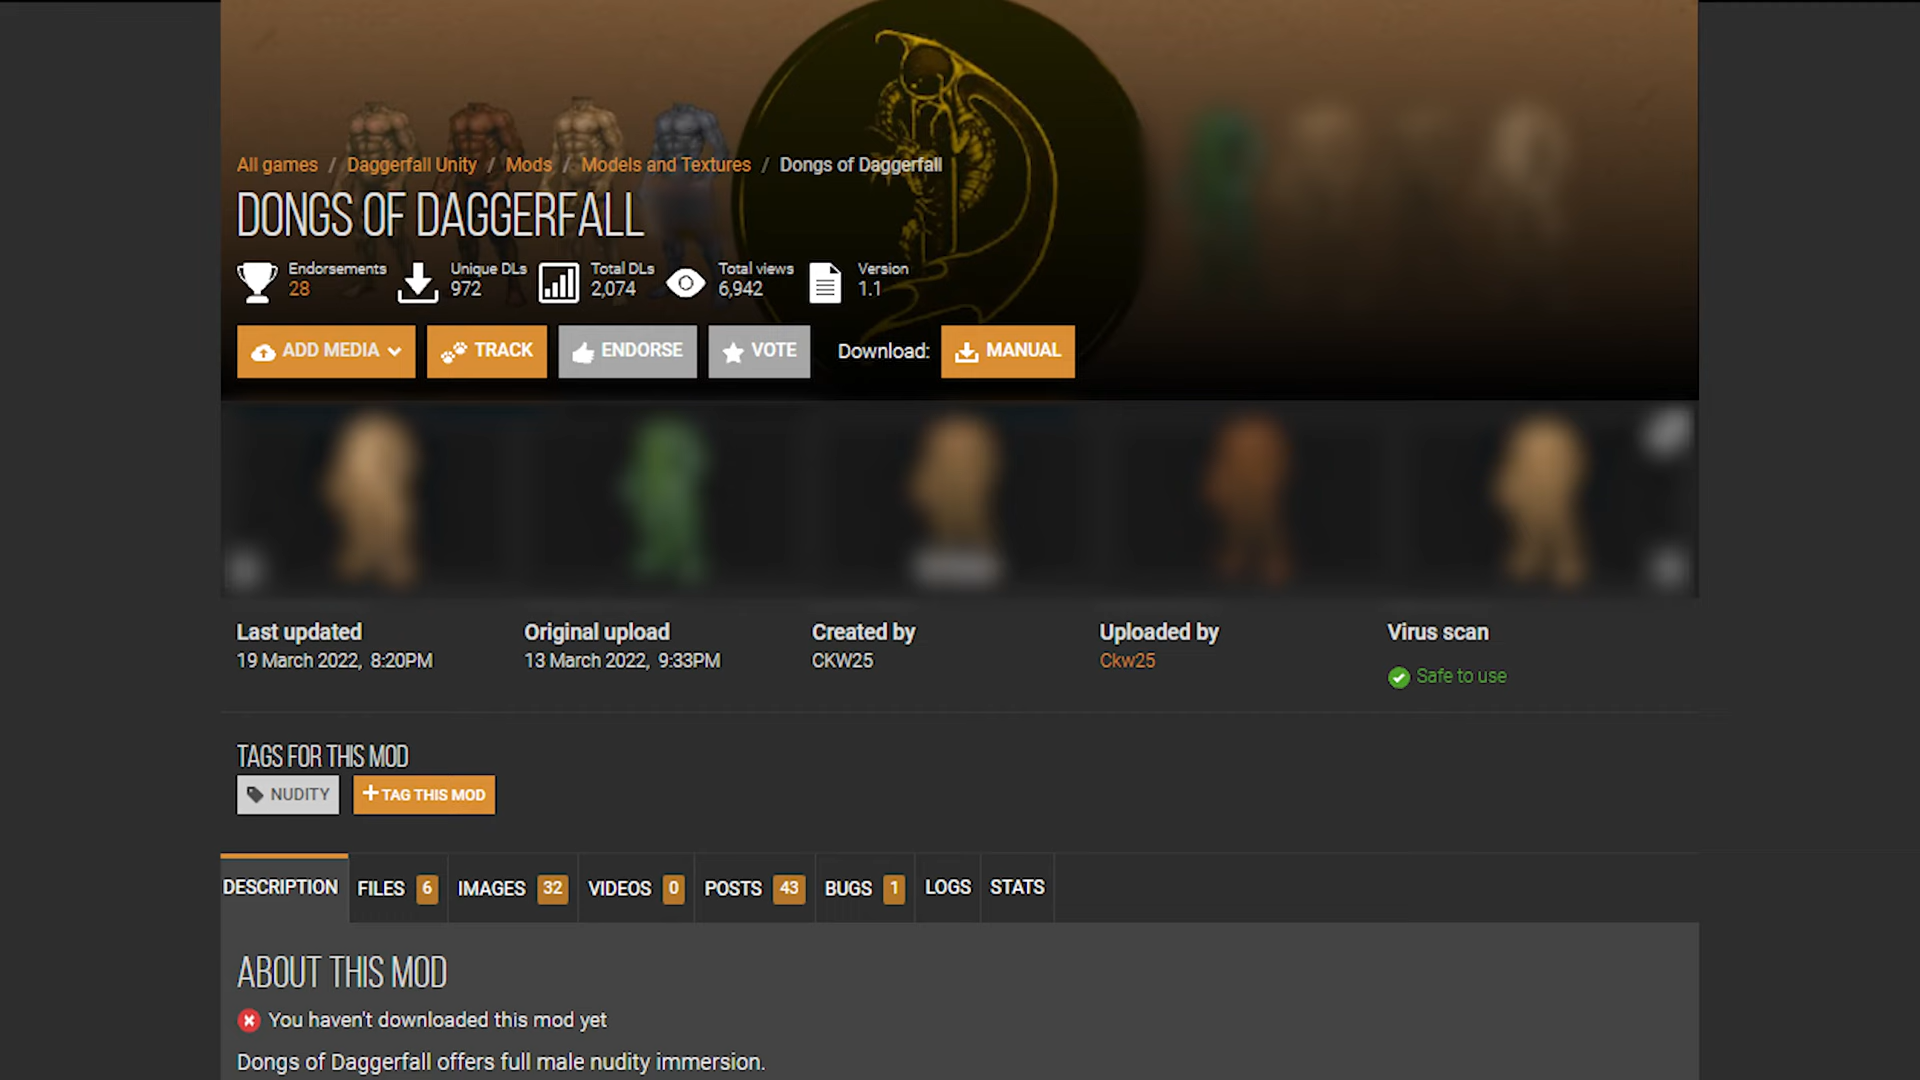 All games / Daggerfall Unity / Mods / Models and Textures / Dongs of Daggerfall
DONGS OF DAGGERFALL
Endorsements Unique DLs Total DLs Total views Version
28 972 2,074 6,942 1.1
ADD MEDIA TRACK ENDORSE VOTE Download: MANUAL
Last updated Original upload Created by Uploaded by Virus scan
19 March 2022, 8:20PM 13 March 2022, 9:33PM CKW25 Ckw25 Safe to use
TAGS FOR THIS MOD
NUDITY + TAG THIS MOD
DESCRIPTION FILES 6 IMAGES 32 VIDEOS 0 POSTS 43 BUGS 1 LOGS STATS
ABOUT THIS MOD
You haven't downloaded this mod yet
Dongs of Daggerfall offers full male nudity immersion.